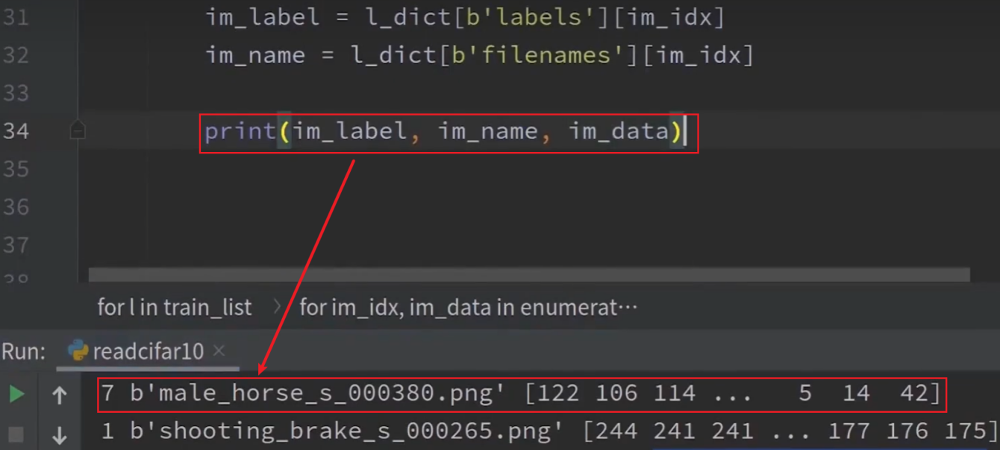 31 im_label = l_dict[b'labels'][im_idx]
32 im_name = l_dict[b'filenames'][im_idx]
33
34 print(im_label, im_name, im_data)
35
36
37
38
for l in train_list > for im_idx, im_data in enumerat...
Run: readcifar10 ×
7 b'male_horse_s_000380.png' [122 106 114 ... 5 14 42]
1 b'shooting_brake_s_000265.png' [244 241 241 ... 177 176 175]